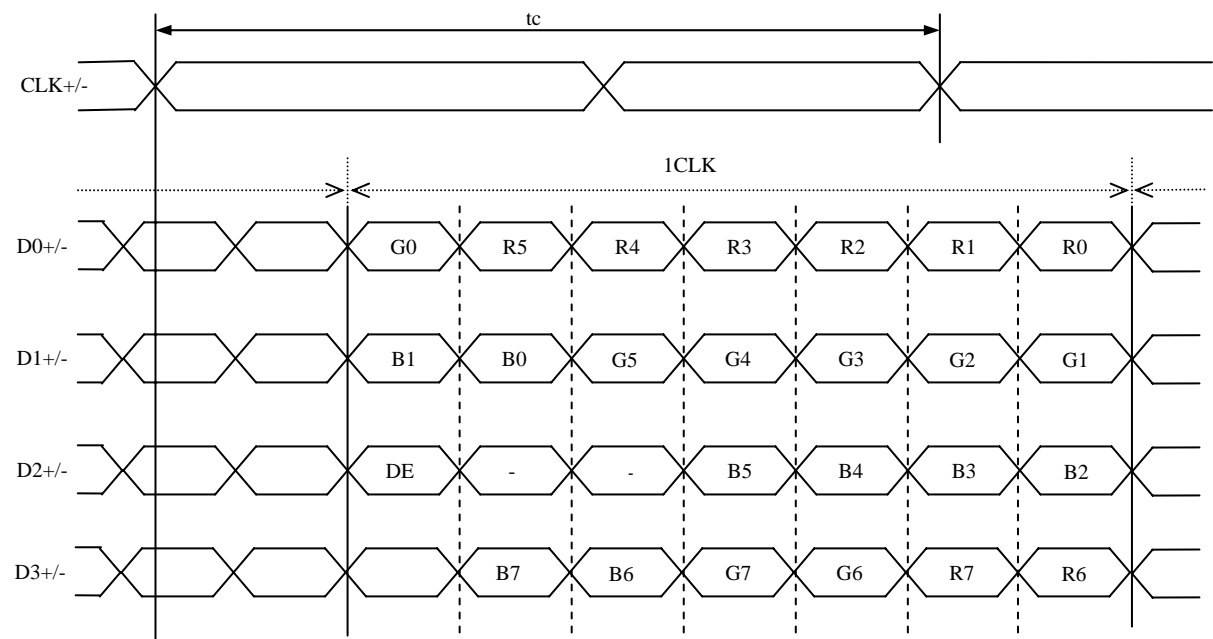 tc
CLK+/-
1CLK
D0+/- G0 R5 R4 R3 R2 R1 R0
D1+/- B1 B0 G5 G4 G3 G2 G1
D2+/- DE - - B5 B4 B3 B2
D3+/- B7 B6 G7 G6 R7 R6